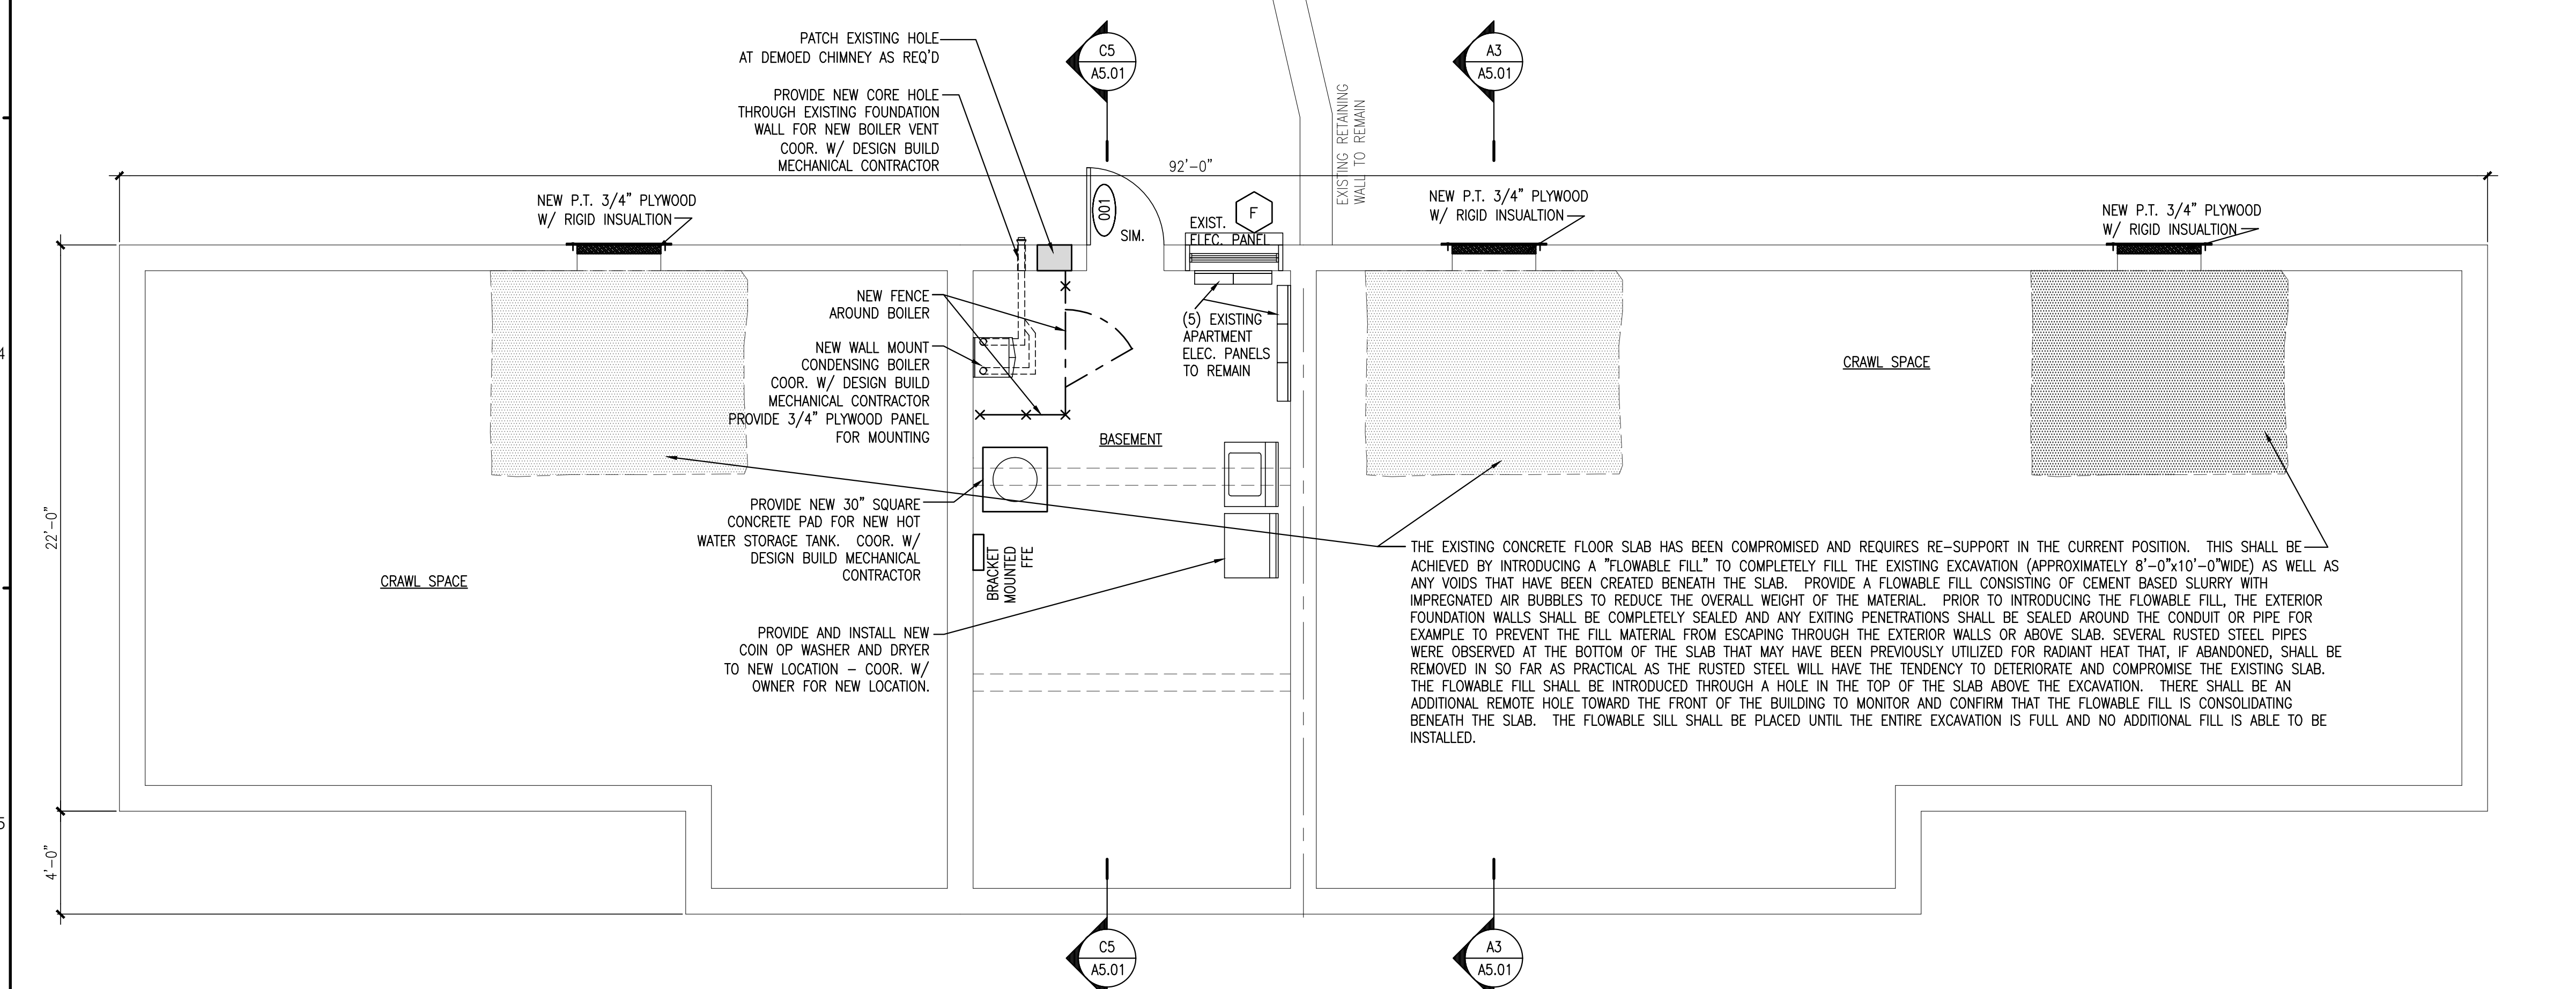 PATCH EXISTING HOLE
AT DEMOED CHIMNEY AS REQ'D
PROVIDE NEW CORE HOLE
THROUGH EXISTING FOUNDATION
WALL FOR NEW BOILER VENT
COOR. W/ DESIGN BUILD
MECHANICAL CONTRACTOR
C5
A5.01
A3
A5.01
EXISTING RETAINING
WALL TO REMAIN
92'-0"
NEW P.T. 3/4" PLYWOOD
W/ RIGID INSUALTION
001
SIM.
EXIST.
ELEC. PANEL
F
NEW P.T. 3/4" PLYWOOD
W/ RIGID INSUALTION
NEW P.T. 3/4" PLYWOOD
W/ RIGID INSUALTION
NEW FENCE
AROUND BOILER
NEW WALL MOUNT
CONDENSING BOILER
COOR. W/ DESIGN BUILD
MECHANICAL CONTRACTOR
PROVIDE 3/4" PLYWOOD PANEL
FOR MOUNTING
(5) EXISTING
APARTMENT
ELEC. PANELS
TO REMAIN
4
CRAWL SPACE
BASEMENT
22'-0"
PROVIDE NEW 30" SQUARE
CONCRETE PAD FOR NEW HOT
WATER STORAGE TANK.  COOR. W/
DESIGN BUILD MECHANICAL
CONTRACTOR
BRACKET
MOUNTED
FFE
CRAWL SPACE
PROVIDE AND INSTALL NEW
COIN OP WASHER AND DRYER
TO NEW LOCATION – COOR. W/
OWNER FOR NEW LOCATION.
THE EXISTING CONCRETE FLOOR SLAB HAS BEEN COMPROMISED AND REQUIRES RE-SUPPORT IN THE CURRENT POSITION.  THIS SHALL BE
ACHIEVED BY INTRODUCING A "FLOWABLE FILL" TO COMPLETELY FILL THE EXISTING EXCAVATION (APPROXIMATELY 8'-0"x10'-0"WIDE) AS WELL AS
ANY VOIDS THAT HAVE BEEN CREATED BENEATH THE SLAB.  PROVIDE A FLOWABLE FILL CONSISTING OF CEMENT BASED SLURRY WITH
IMPREGNATED AIR BUBBLES TO REDUCE THE OVERALL WEIGHT OF THE MATERIAL.  PRIOR TO INTRODUCING THE FLOWABLE FILL, THE EXTERIOR
FOUNDATION WALLS SHALL BE COMPLETELY SEALED AND ANY EXITING PENETRATIONS SHALL BE SEALED AROUND THE CONDUIT OR PIPE FOR
EXAMPLE TO PREVENT THE FILL MATERIAL FROM ESCAPING THROUGH THE EXTERIOR WALLS OR ABOVE SLAB. SEVERAL RUSTED STEEL PIPES
WERE OBSERVED AT THE BOTTOM OF THE SLAB THAT MAY HAVE BEEN PREVIOUSLY UTILIZED FOR RADIANT HEAT THAT, IF ABANDONED, SHALL BE
REMOVED IN SO FAR AS PRACTICAL AS THE RUSTED STEEL WILL HAVE THE TENDENCY TO DETERIORATE AND COMPROMISE THE EXISTING SLAB.
THE FLOWABLE FILL SHALL BE INTRODUCED THROUGH A HOLE IN THE TOP OF THE SLAB ABOVE THE EXCAVATION.  THERE SHALL BE AN
ADDITIONAL REMOTE HOLE TOWARD THE FRONT OF THE BUILDING TO MONITOR AND CONFIRM THAT THE FLOWABLE FILL IS CONSOLIDATING
BENEATH THE SLAB.  THE FLOWABLE SILL SHALL BE PLACED UNTIL THE ENTIRE EXCAVATION IS FULL AND NO ADDITIONAL FILL IS ABLE TO BE
INSTALLED.
4'-0"
C5
A5.01
A3
A5.01